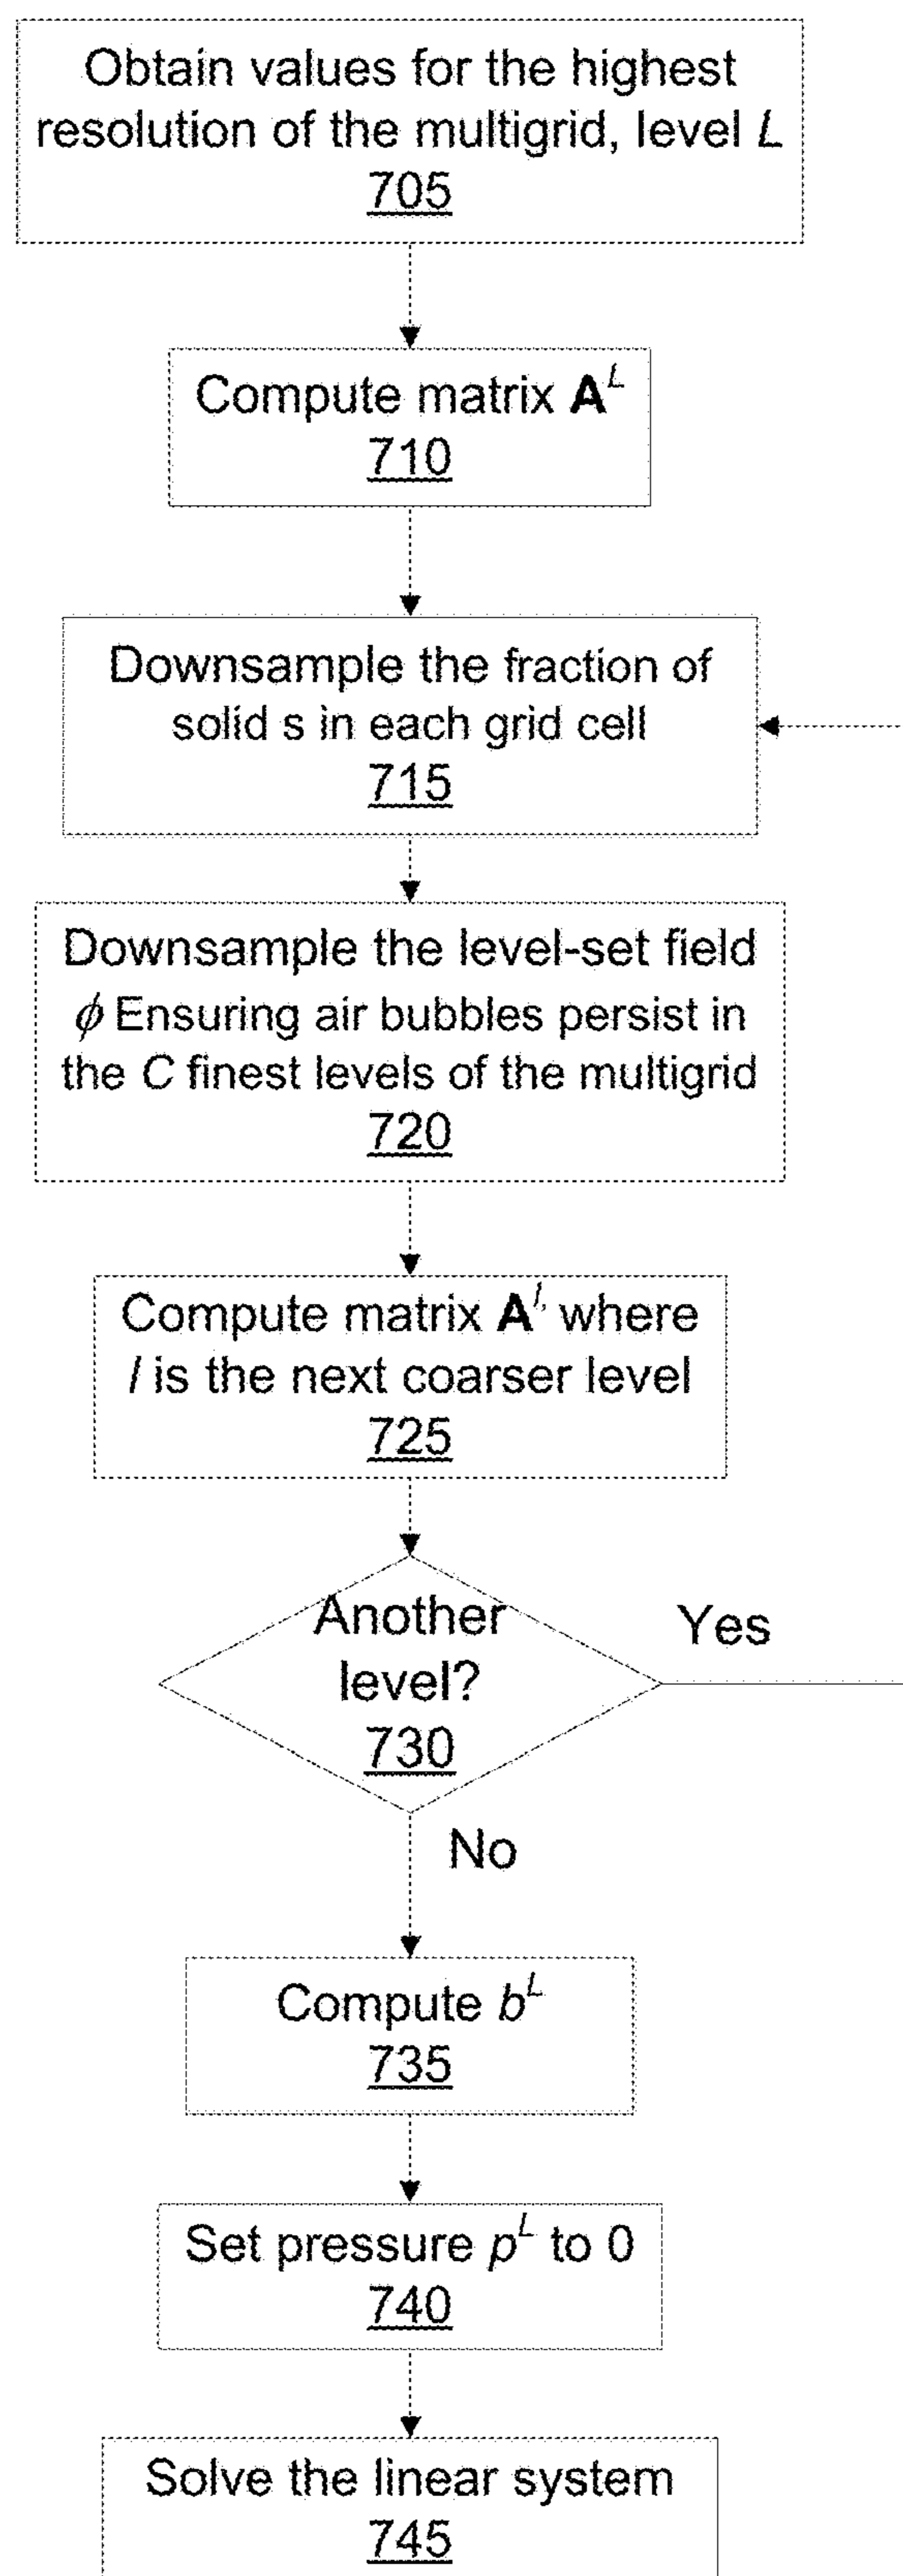 Obtain values for the highest
resolution of the multigrid, level L
705
Compute matrix A^L
710
Downsample the fraction of
solid s in each grid cell
715
Downsample the level-set field
ϕ Ensuring air bubbles persist in
the C finest levels of the multigrid
720
Compute matrix A^l, where
l is the next coarser level
725
Another
level?
730
Yes
No
Compute b^L
735
Set pressure p^L to 0
740
Solve the linear system
745